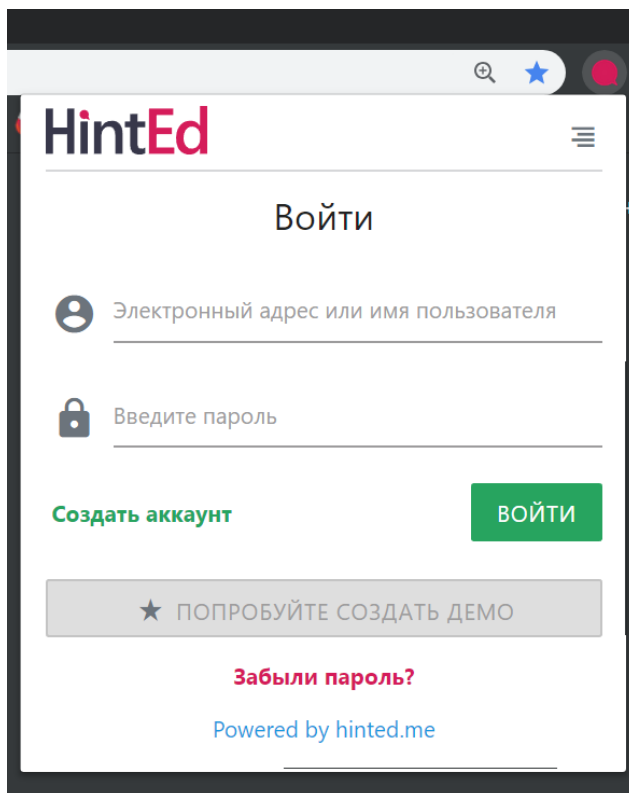 HintEd
Войти
Электронный адрес или имя пользователя
Введите пароль
Создать аккаунт
ВОЙТИ
ПОПРОБУЙТЕ СОЗДАТЬ ДЕМО
Забыли пароль?
Powered by hinted.me